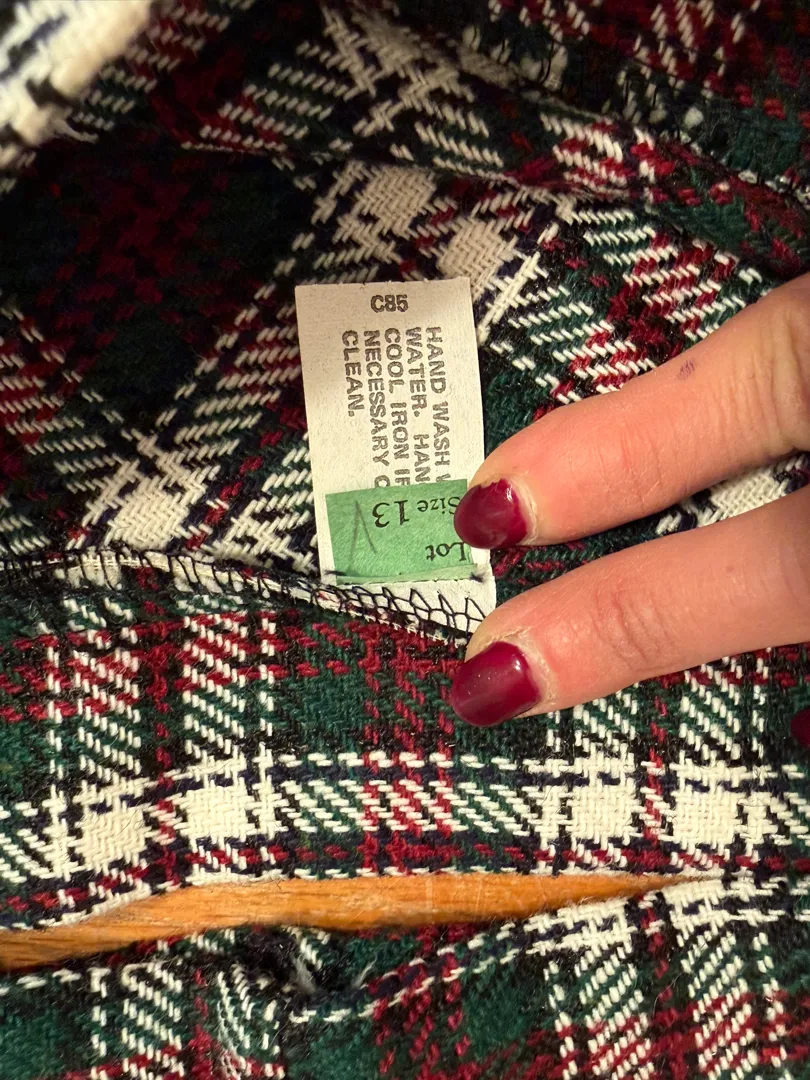 C85
HAND WASH
WATER. HAN
COOL IRON IF
NECESSARY
CLEAN.
Lot
Size 13